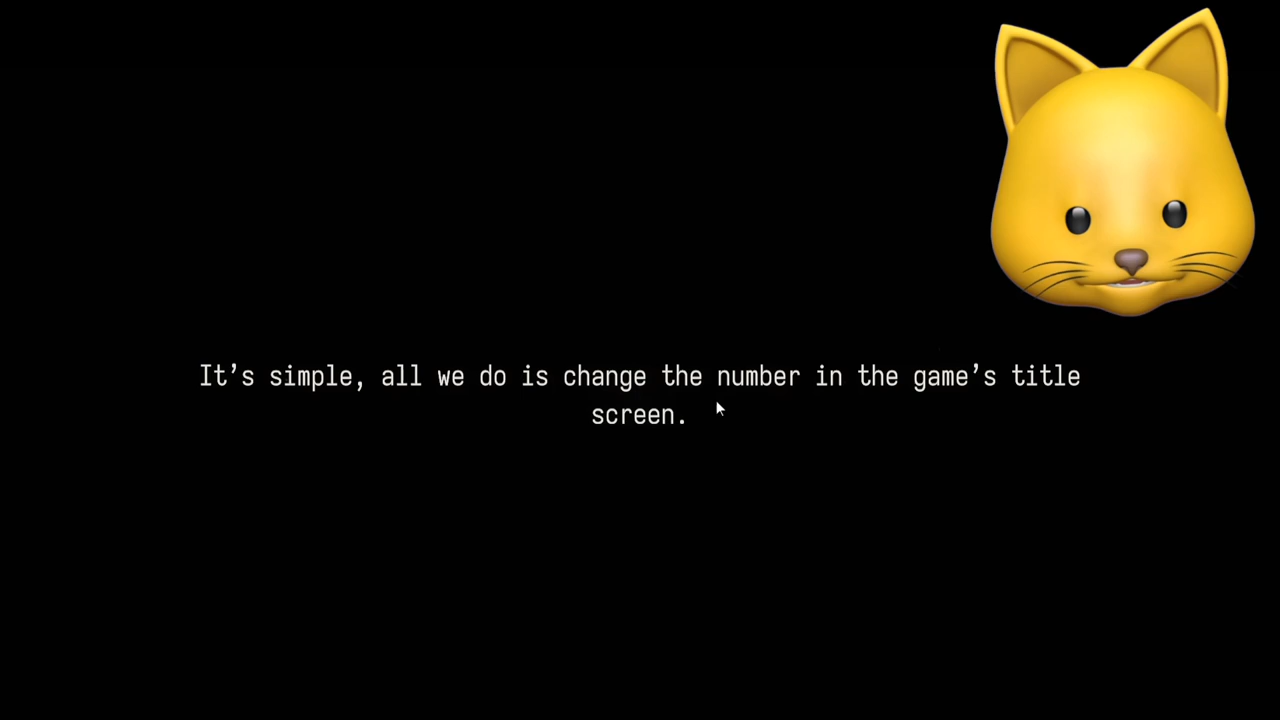 It’s simple, all we do is change the number in the game’s title
screen.